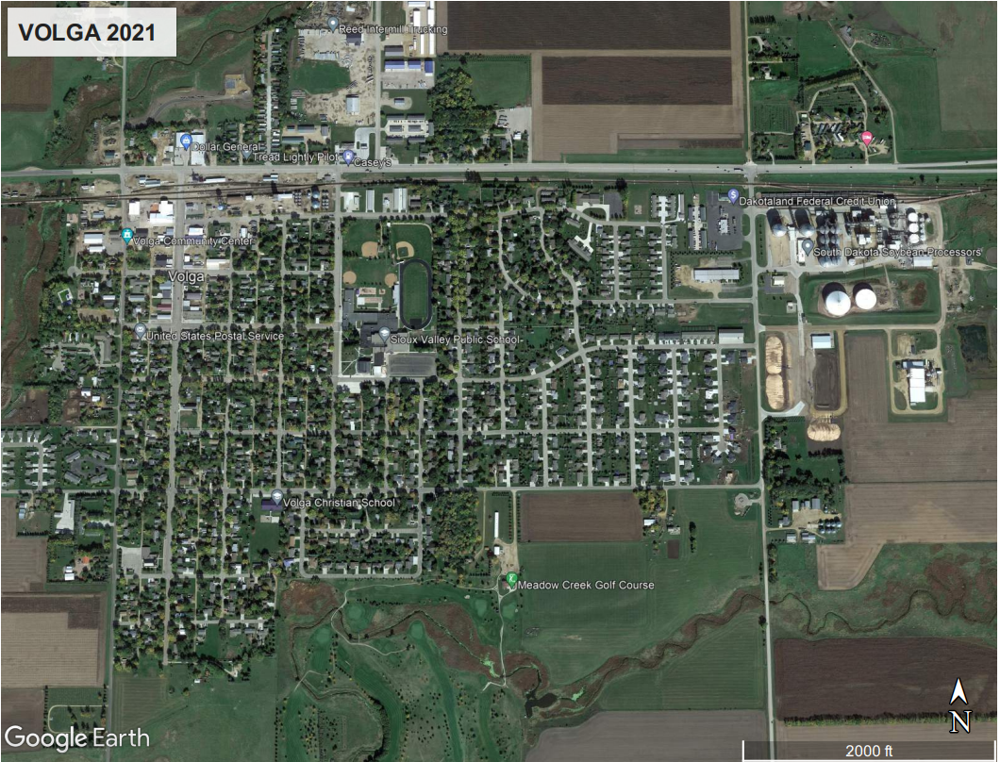 VOLGA 2021
Reed Intermill Trucking
Dollar General
Tread Lightly Pilot
Casey's
Dakotaland Federal Credit Union
Volga Community Center
South Dakota Soybean Processors
Volga
United States Postal Service
Sioux Valley Public School
Volga Christian School
Meadow Creek Golf Course
N
Google Earth
2000 ft